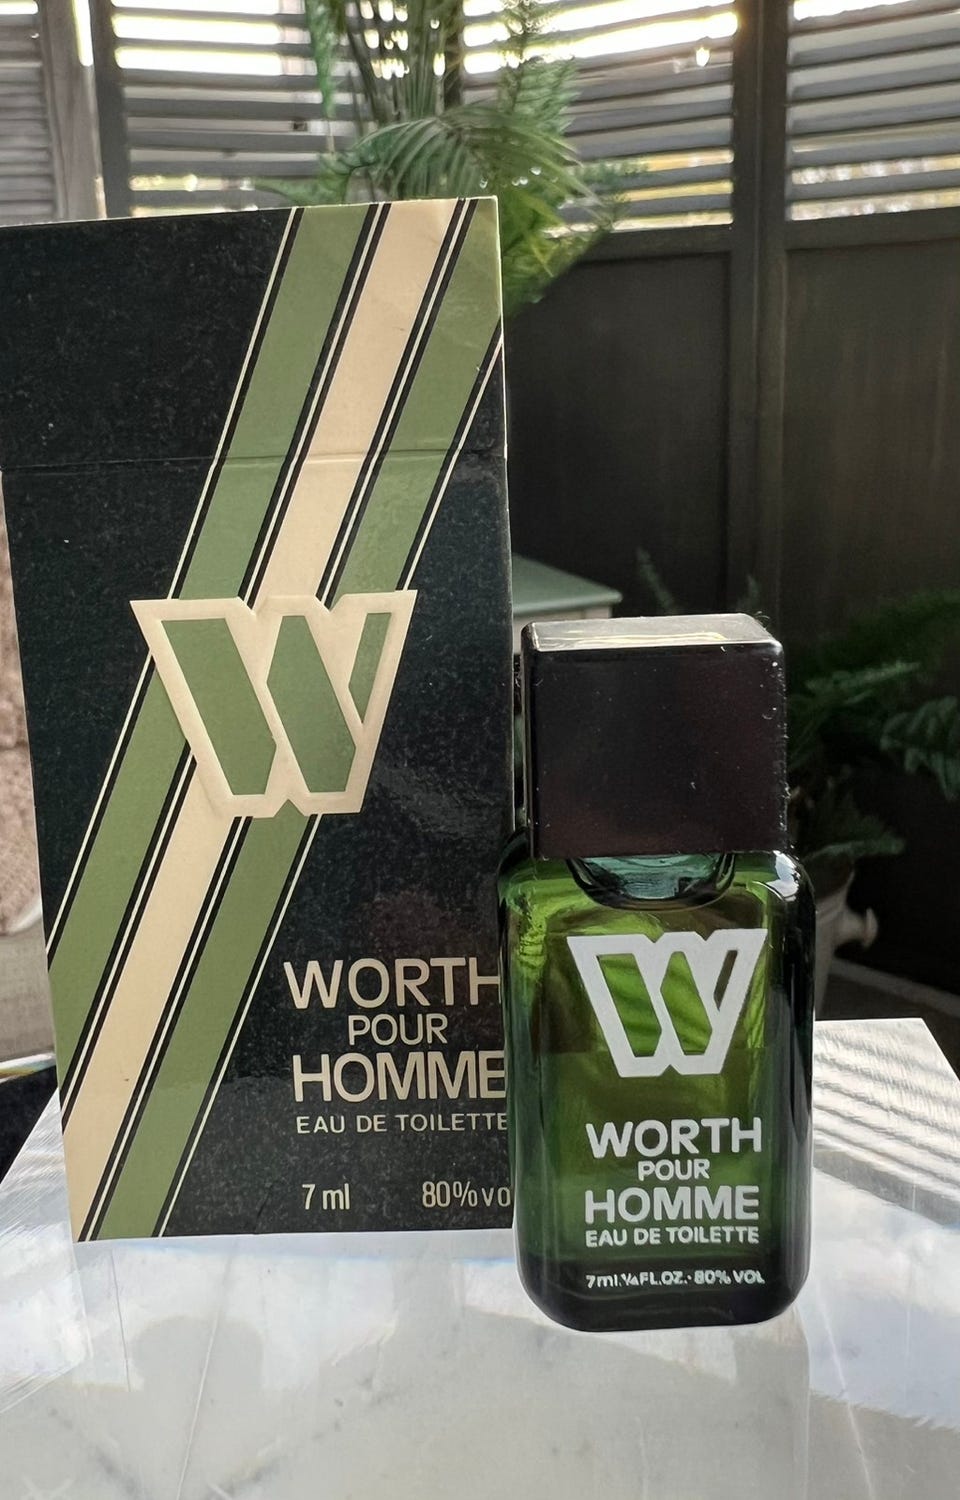 W
WORTH
POUR
HOMME
EAU DE TOILETTE
7 ml 80% vo
W
WORTH
POUR
HOMME
EAU DE TOILETTE
7ml.¼FL.OZ.·80% VOL